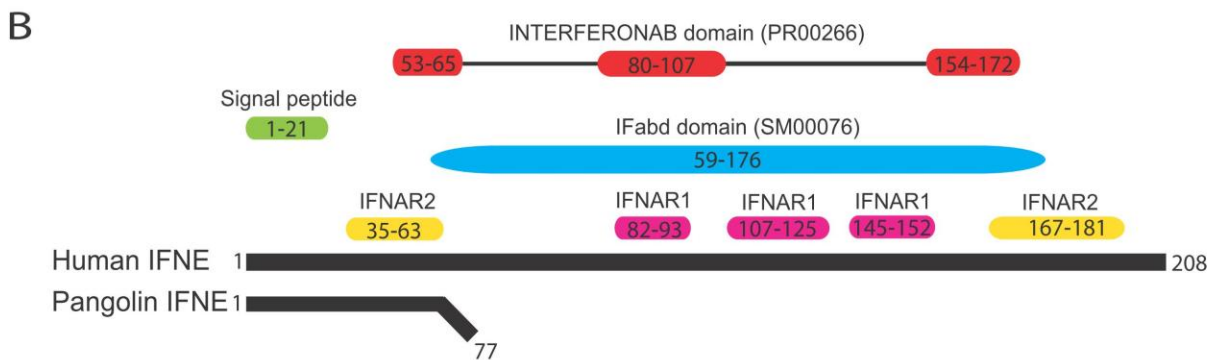 B
INTERFERONAB domain (PR00266)
53-65 80-107 154-172
Signal peptide
1-21
IFabd domain (SM00076)
59-176
IFNAR2 IFNAR1 IFNAR1 IFNAR1 IFNAR2
35-63 82-93 107-125 145-152 167-181
Human IFNE 1 208
Pangolin IFNE 1
77